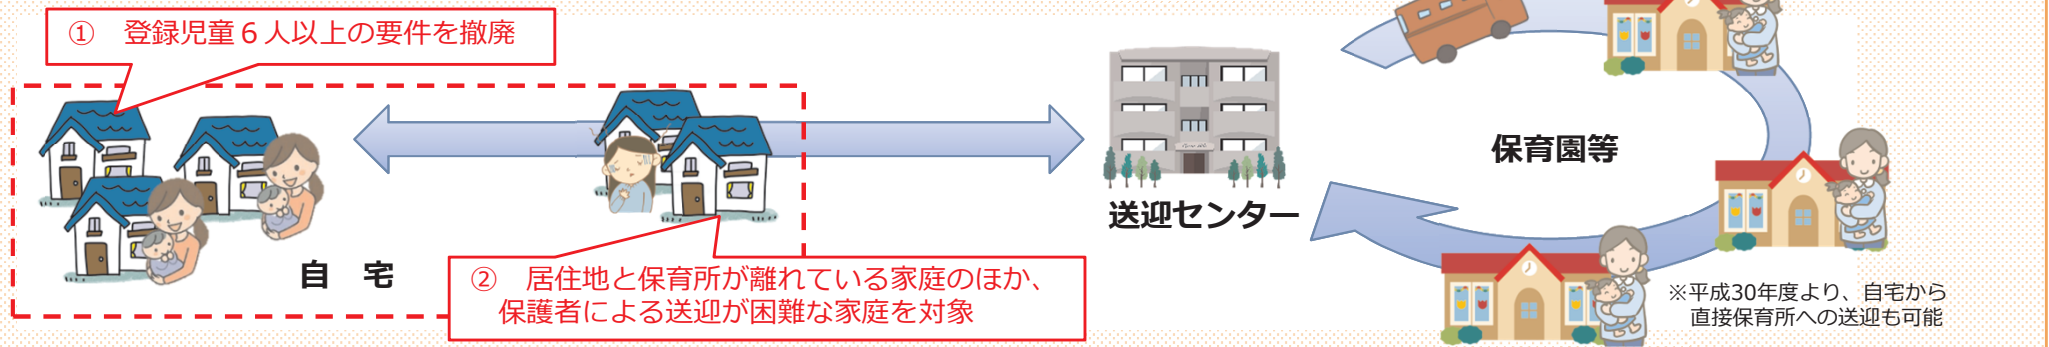 ① 登録児童６人以上の要件を撤廃
保育園等
送迎センター
自 宅
② 居住地と保育所が離れている家庭のほか、
保護者による送迎が困難な家庭を対象
※平成30年度より、自宅から
直接保育所への送迎も可能